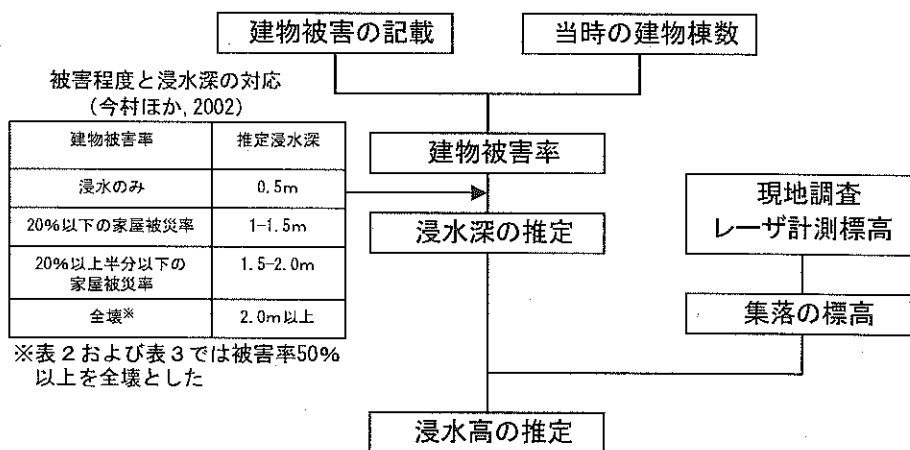 建物被害の記載
当時の建物棟数
被害程度と浸水深の対応
（今村ほか, 2002）
建物被害率
推定浸水深
浸水のみ
0.5m
20%以下の家屋被災率
1-1.5m
20%以上半分以下の
家屋被災率
1.5-2.0m
全壊※
2.0m以上
※表２および表３では被害率50%
以上を全壊とした
建物被害率
浸水深の推定
現地調査
レーザ計測標高
集落の標高
浸水高の推定